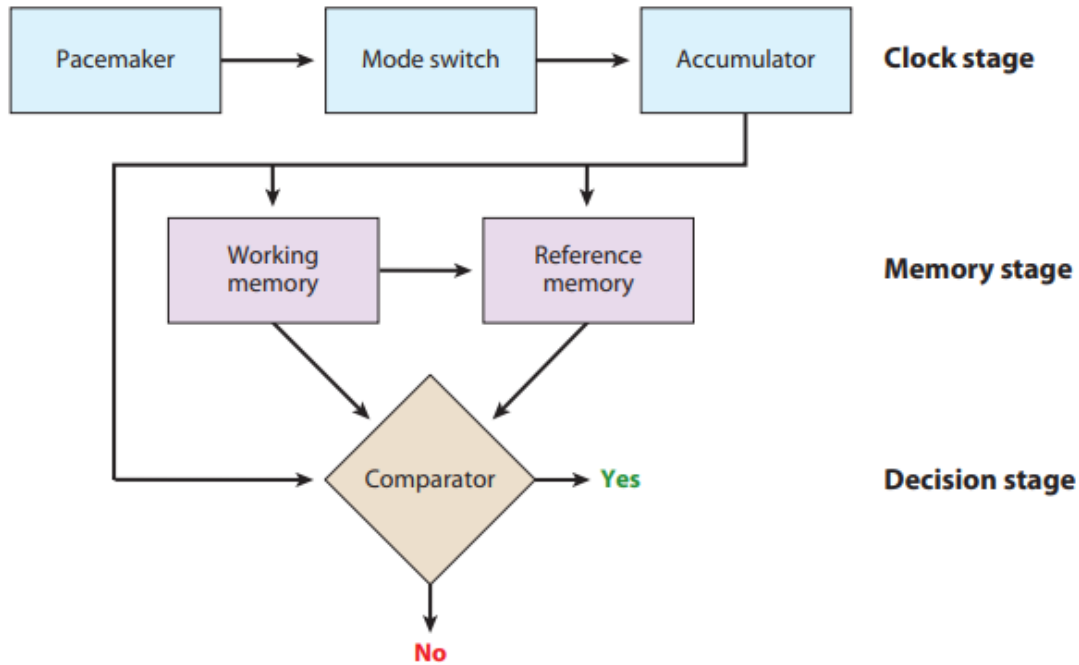 Pacemaker
Mode switch
Accumulator
Clock stage
Working
memory
Reference
memory
Memory stage
Comparator
Yes
Decision stage
No